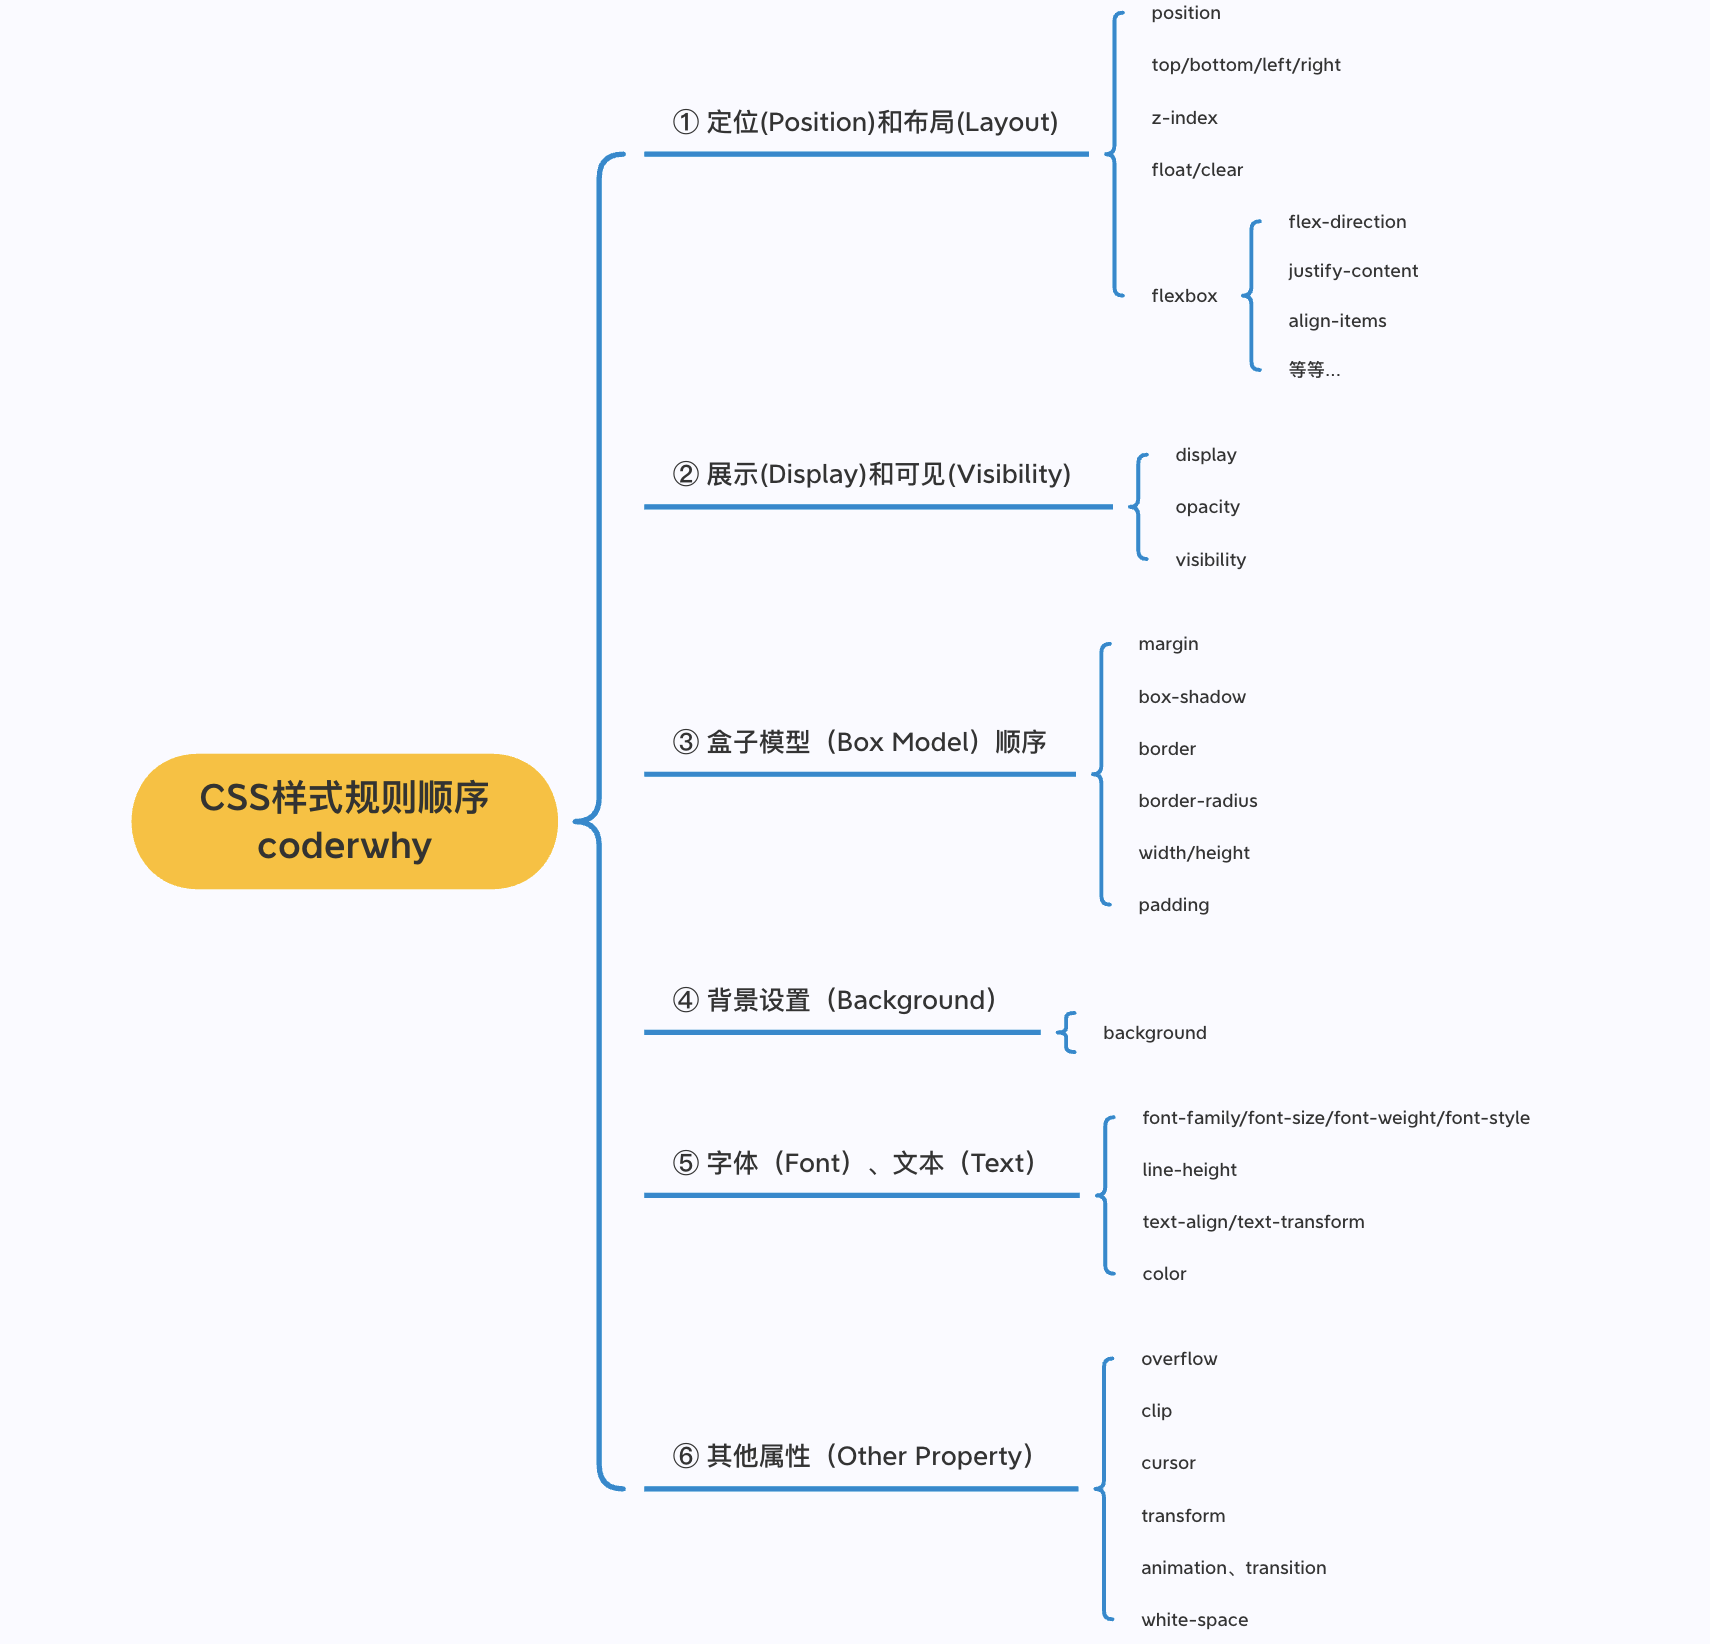 CSS样式规则顺序
coderwhy
① 定位(Position)和布局(Layout)
position
top/bottom/left/right
z-index
float/clear
flexbox
flex-direction
justify-content
align-items
等等...
② 展示(Display)和可见(Visibility)
display
opacity
visibility
③ 盒子模型（Box Model）顺序
margin
box-shadow
border
border-radius
width/height
padding
④ 背景设置（Background）
background
⑤ 字体（Font）、文本（Text）
font-family/font-size/font-weight/font-style
line-height
text-align/text-transform
color
⑥ 其他属性（Other Property）
overflow
clip
cursor
transform
animation、transition
white-space